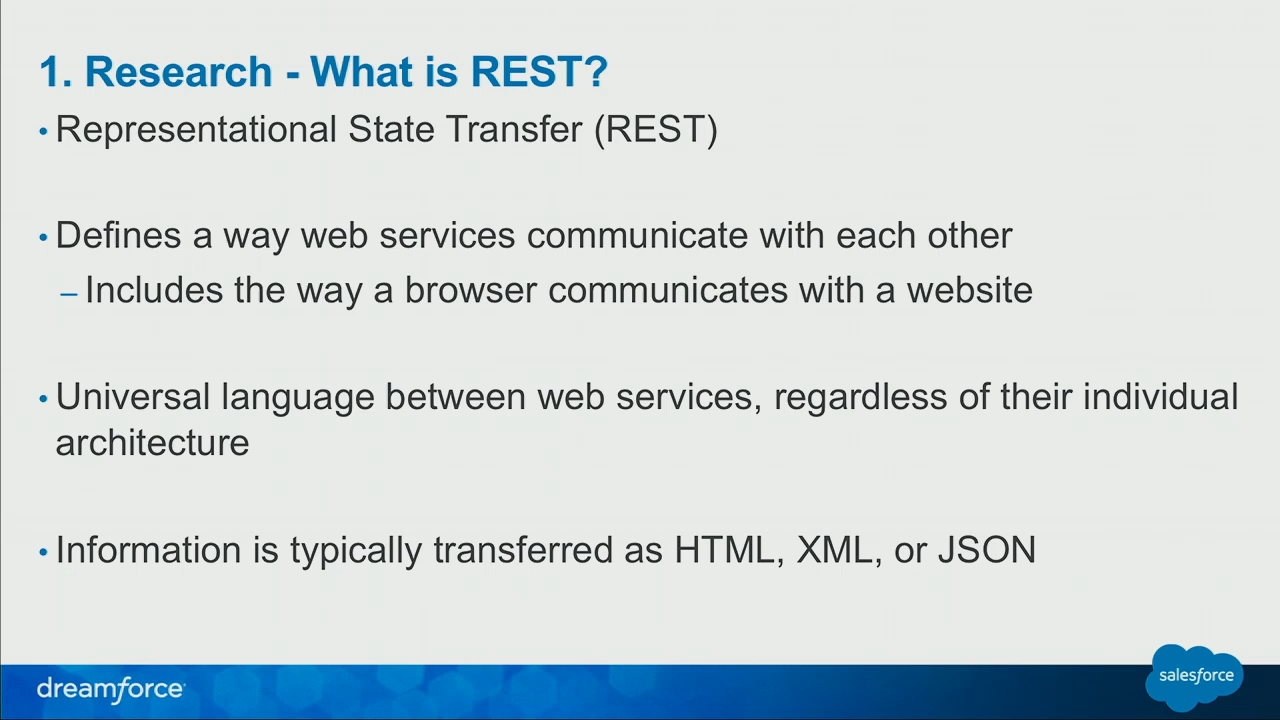 1. Research - What is REST?
• Representational State Transfer (REST)
• Defines a way web services communicate with each other
– Includes the way a browser communicates with a website
• Universal language between web services, regardless of their individual
architecture
• Information is typically transferred as HTML, XML, or JSON
dreamforce
salesforce